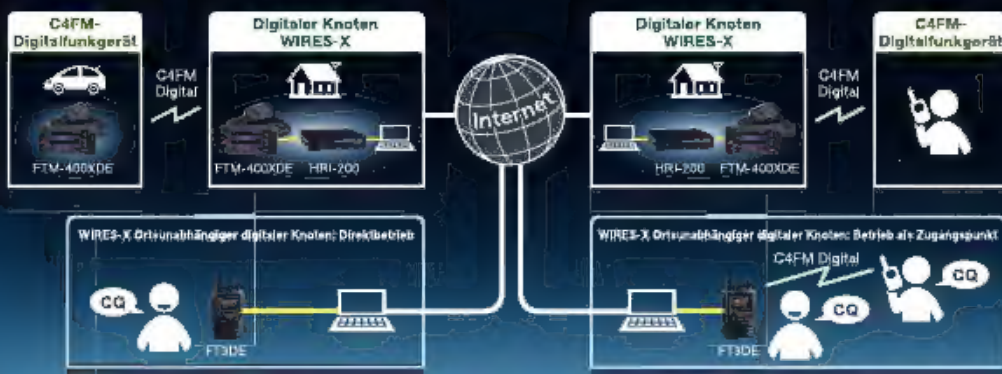 C4FM-
Digitalfunkgerät
C4FM
Digital
FTM-400XDE
Digitaler Knoten
WIRES-X
FTM-400XDE HRI-200
Internet
Digitaler Knoten
WIRES-X
HRI-200 FTM-400XDE
C4FM
Digital
C4FM-
Digitalfunkgerät
WIRES-X Ortsunabhängiger digitaler Knoten: Direktbetrieb
CQ
FT3DE
WIRES-X Ortsunabhängiger digitaler Knoten: Betrieb als Zugangspunkt
C4FM Digital
CQ
CQ
FT3DE